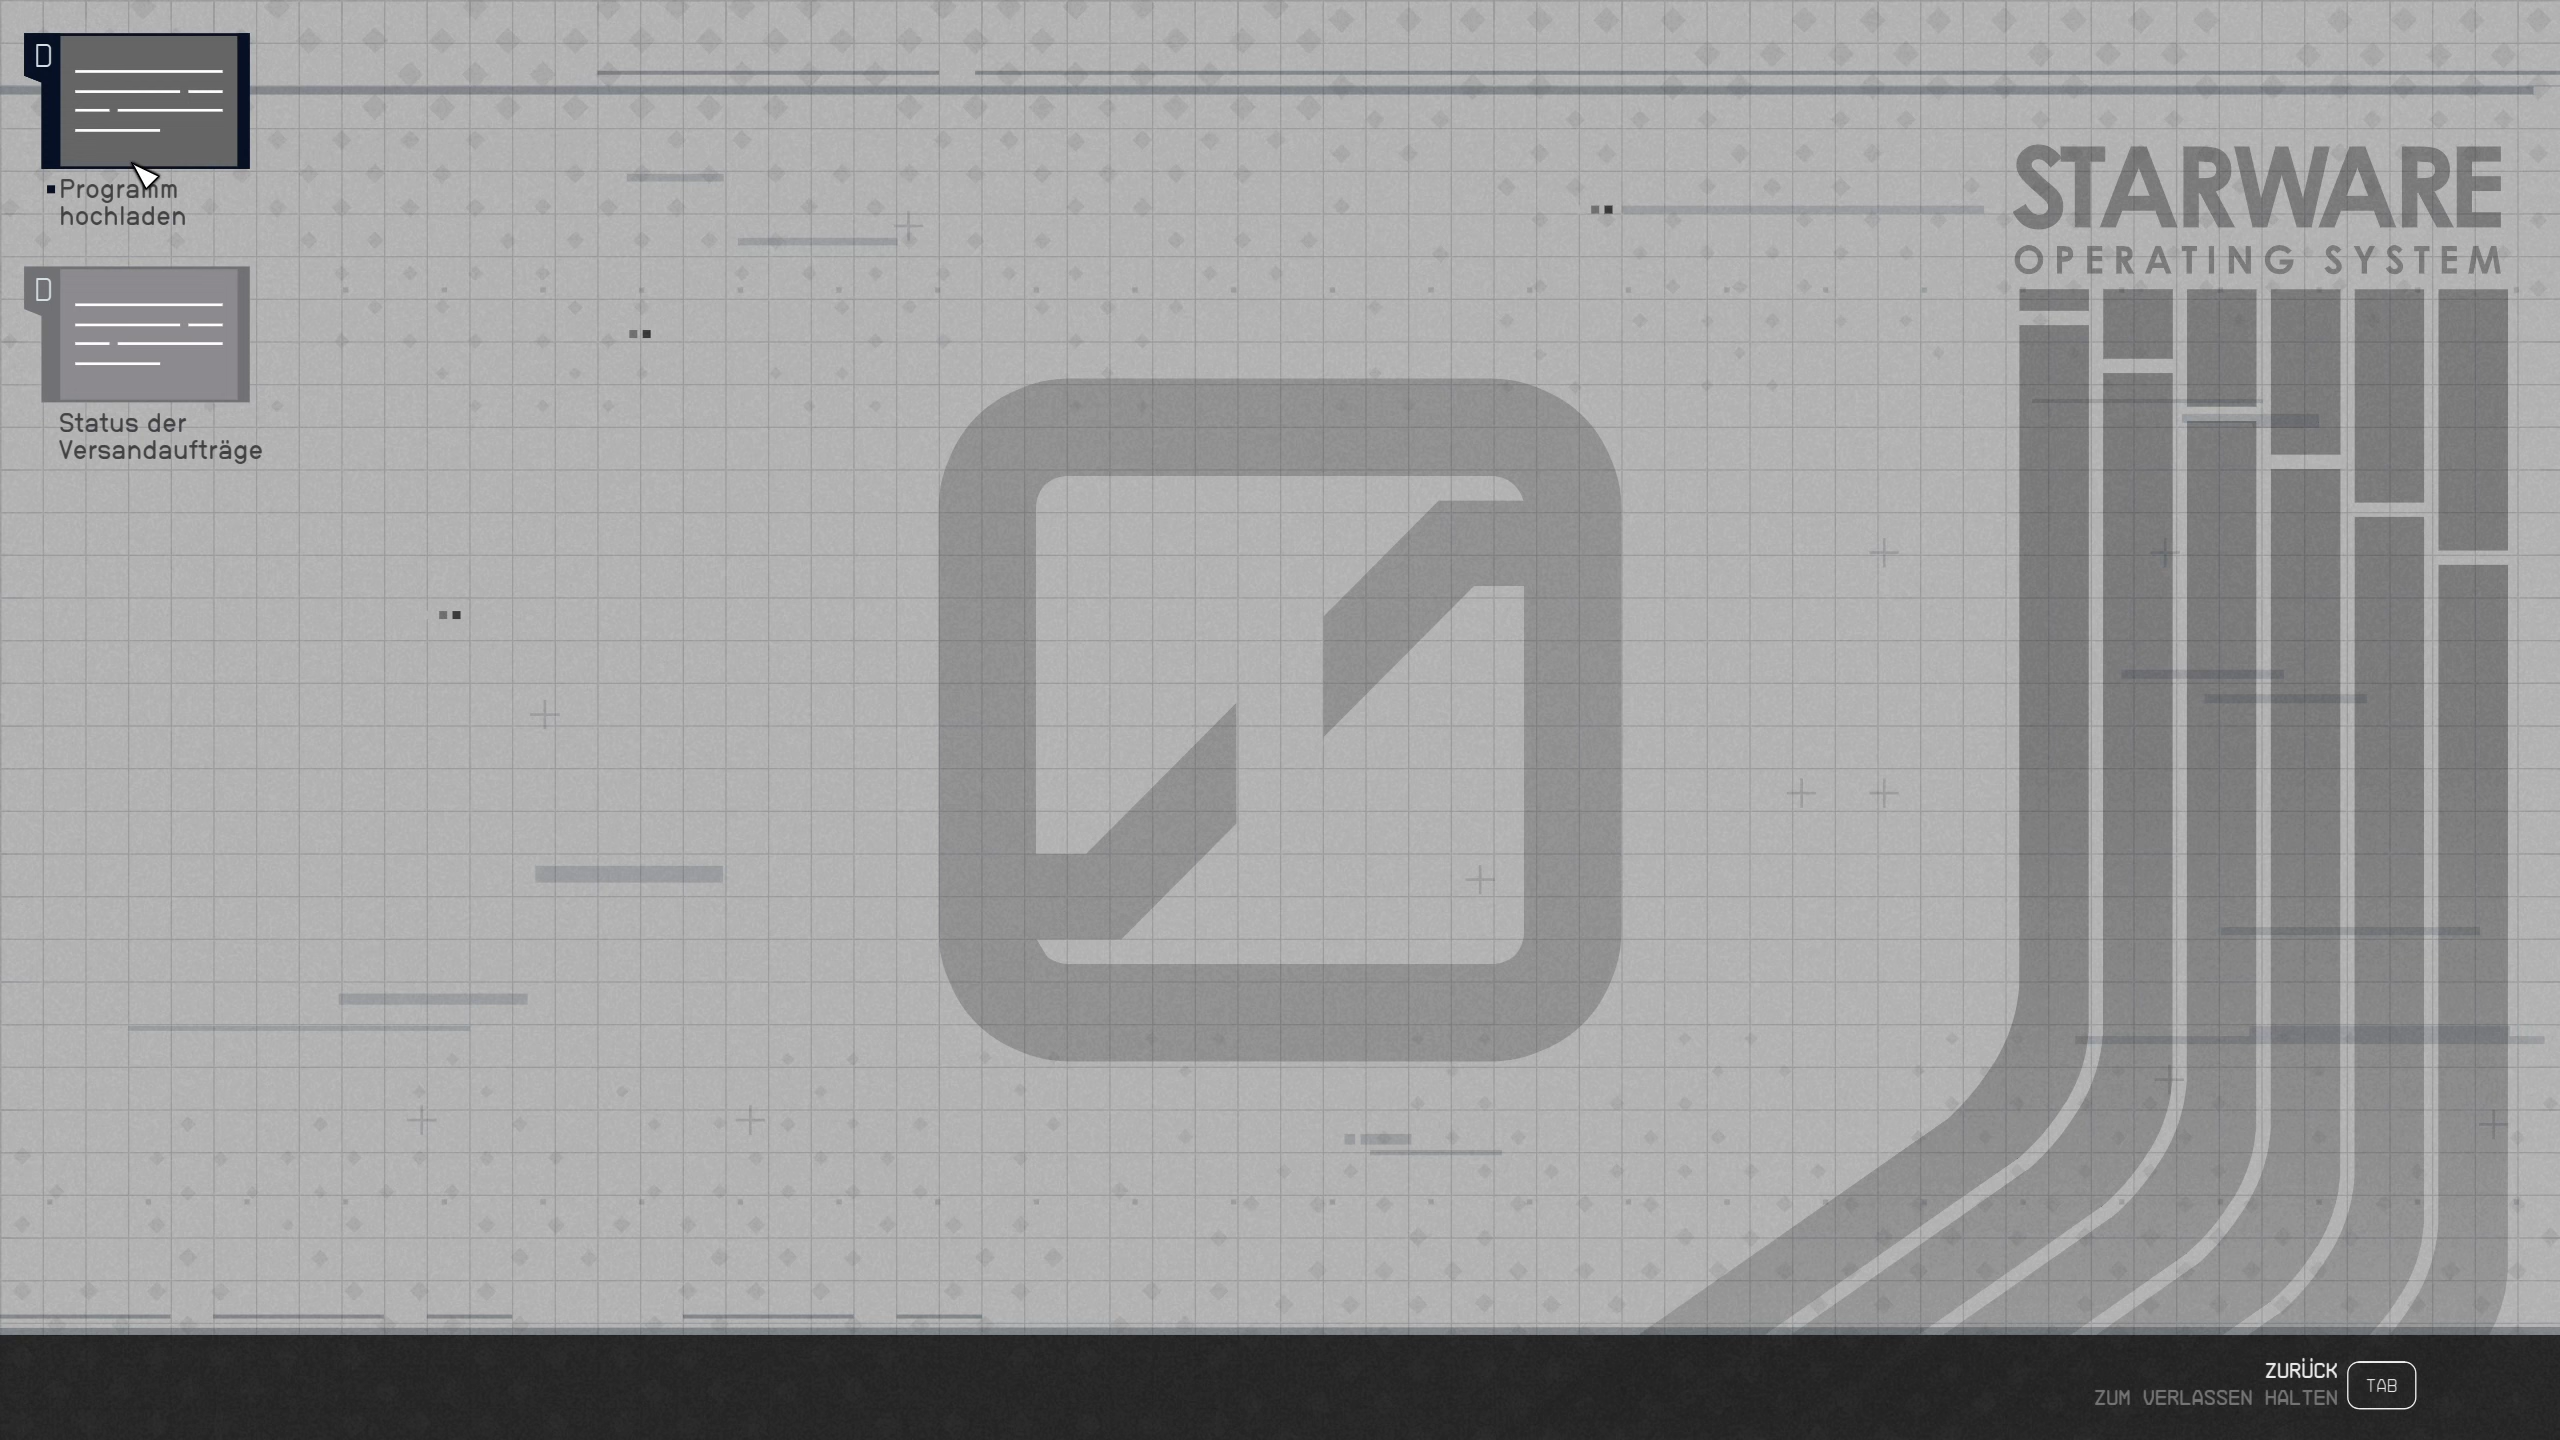 D
Programm
hochladen
D
Status der
Versandaufträge
STARWARE
OPERATING SYSTEM
ZURÜCK
ZUM VERLASSEN HALTEN
TAB